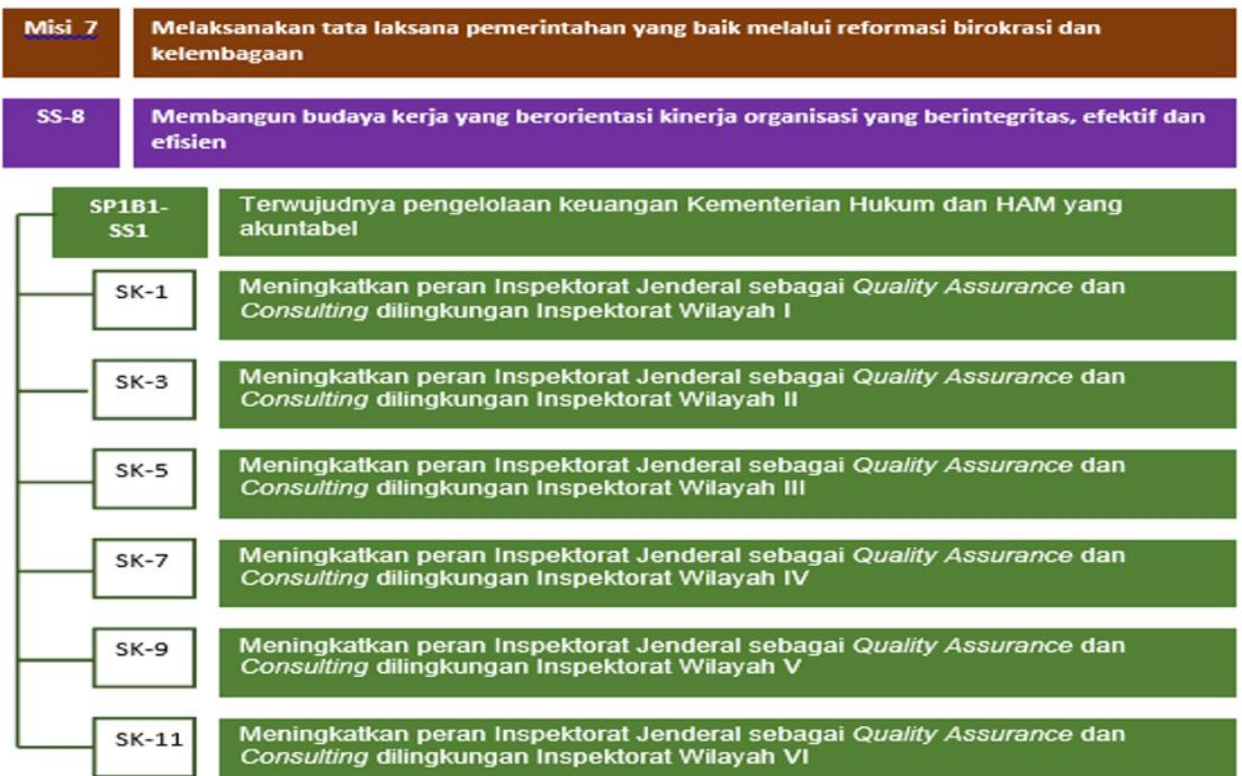 Misi 7
Melaksanakan tata laksana pemerintahan yang baik melalui reformasi birokrasi dan
kelembagaan
SS-8
Membangun budaya kerja yang berorientasi kinerja organisasi yang berintegritas, efektif dan
efisien
SP1B1-
SS1
Terwujudnya pengelolaan keuangan Kementerian Hukum dan HAM yang
akuntabel
SK-1
Meningkatkan peran Inspektorat Jenderal sebagai Quality Assurance dan
Consulting dilingkungan Inspektorat Wilayah I
SK-3
Meningkatkan peran Inspektorat Jenderal sebagai Quality Assurance dan
Consulting dilingkungan Inspektorat Wilayah II
SK-5
Meningkatkan peran Inspektorat Jenderal sebagai Quality Assurance dan
Consulting dilingkungan Inspektorat Wilayah III
SK-7
Meningkatkan peran Inspektorat Jenderal sebagai Quality Assurance dan
Consulting dilingkungan Inspektorat Wilayah IV
SK-9
Meningkatkan peran Inspektorat Jenderal sebagai Quality Assurance dan
Consulting dilingkungan Inspektorat Wilayah V
SK-11
Meningkatkan peran Inspektorat Jenderal sebagai Quality Assurance dan
Consulting dilingkungan Inspektorat Wilayah VI